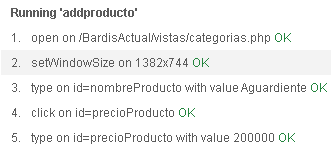 Running 'addproducto'
1. open on /BardisActual/vistas/categorias.php OK
2. setWindowSize on 1382x744 OK
3. type on id=nombreProducto with value Aguardiente OK
4. click on id=precioProducto OK
5. type on id=precioProducto with value 200000 OK